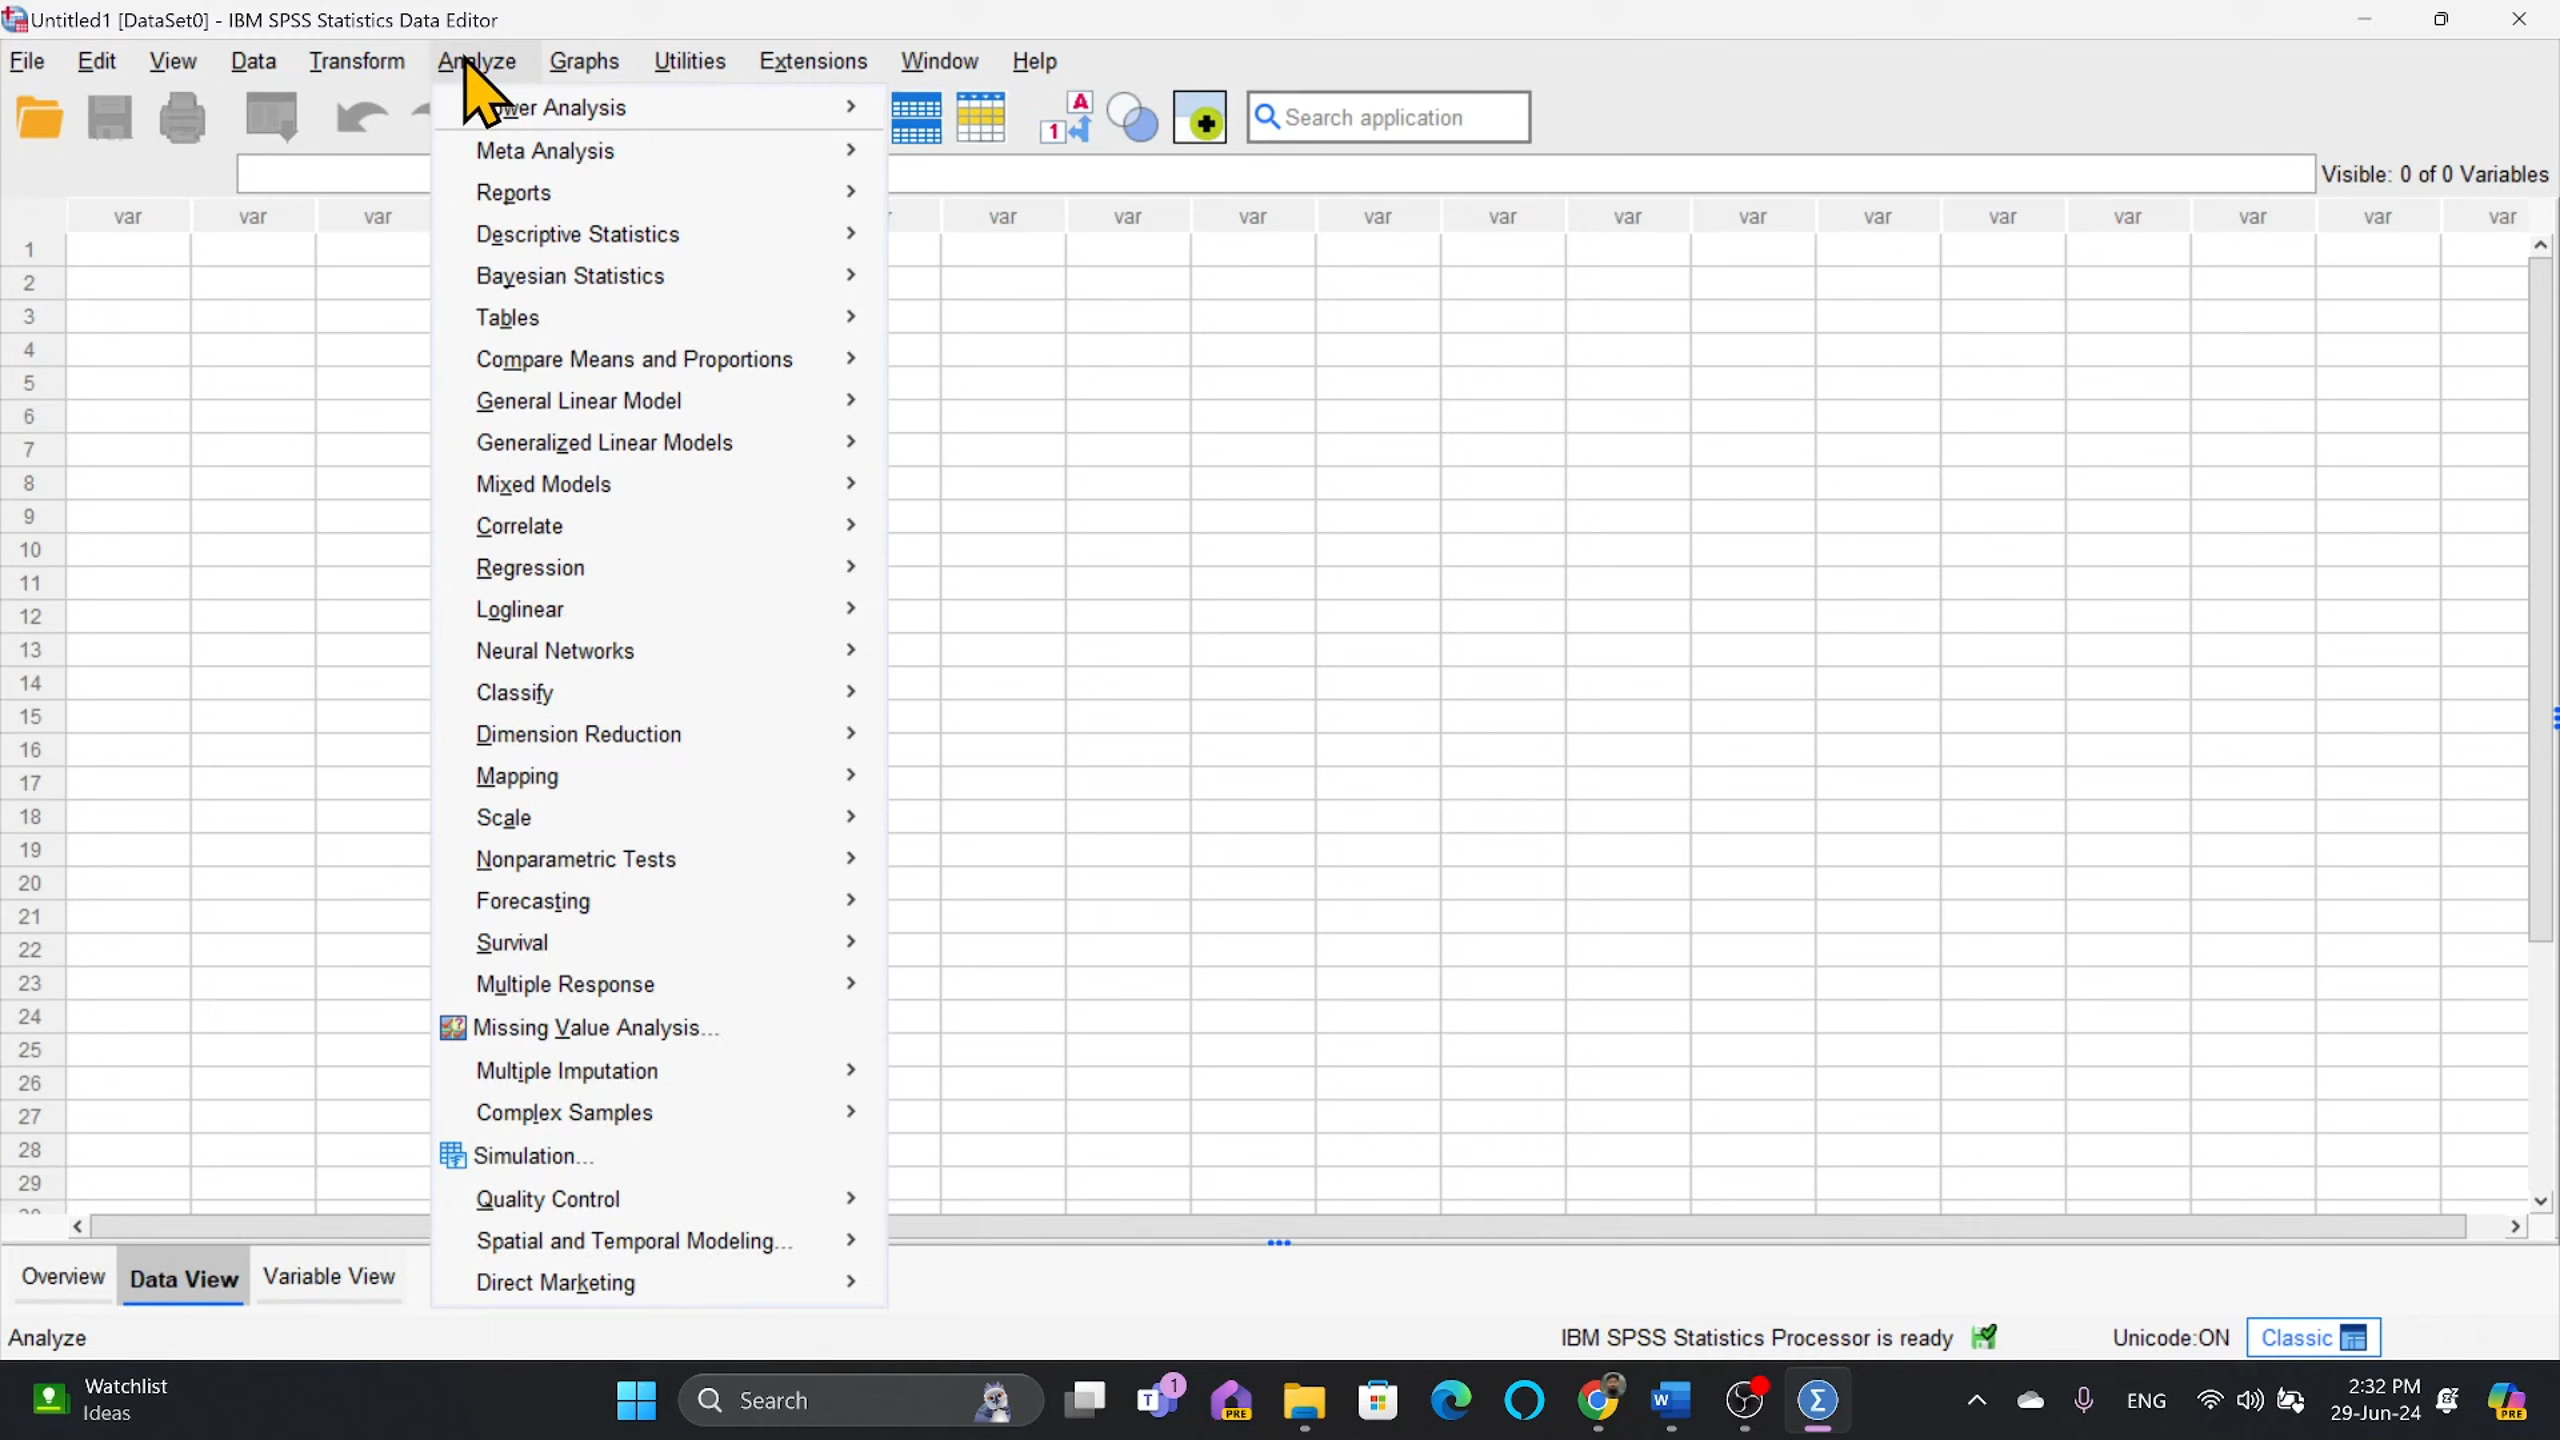 Untitled1 [DataSet0] - IBM SPSS Statistics Data Editor
File Edit View Data Transform Analyze Graphs Utilities Extensions Window Help
Search application
Visible: 0 of 0 Variables
var var var var var var var var var var var var var var var var
Analysis
Meta Analysis
Reports
Descriptive Statistics
Bayesian Statistics
Tables
Compare Means and Proportions
General Linear Model
Generalized Linear Models
Mixed Models
Correlate
Regression
Loglinear
Neural Networks
Classify
Dimension Reduction
Mapping
Scale
Nonparametric Tests
Forecasting
Survival
Multiple Response
Missing Value Analysis...
Multiple Imputation
Complex Samples
Simulation...
Quality Control
Spatial and Temporal Modeling...
Direct Marketing
1
2
3
4
5
6
7
8
9
10
11
12
13
14
15
16
17
18
19
20
21
22
23
24
25
26
27
28
29
Overview Data View Variable View
Analyze
IBM SPSS Statistics Processor is ready
Unicode:ON
Classic
Watchlist
Ideas
Search
1
PRE
ENG
2:32 PM
29-Jun-24
PRE